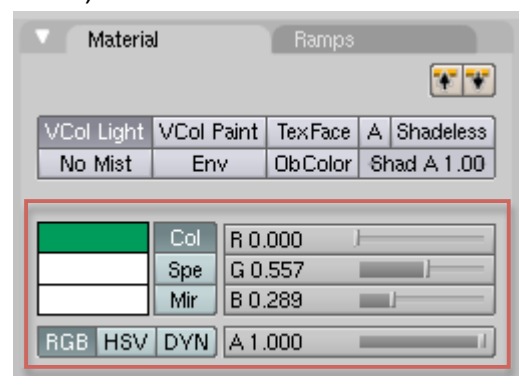 Material Ramps
VCol Light VCol Paint TexFace A Shadeless
No Mist Env ObColor Shad A 1.00
Col R 0.000
Spe G 0.557
Mir B 0.289
RGB HSV DYN A 1.000